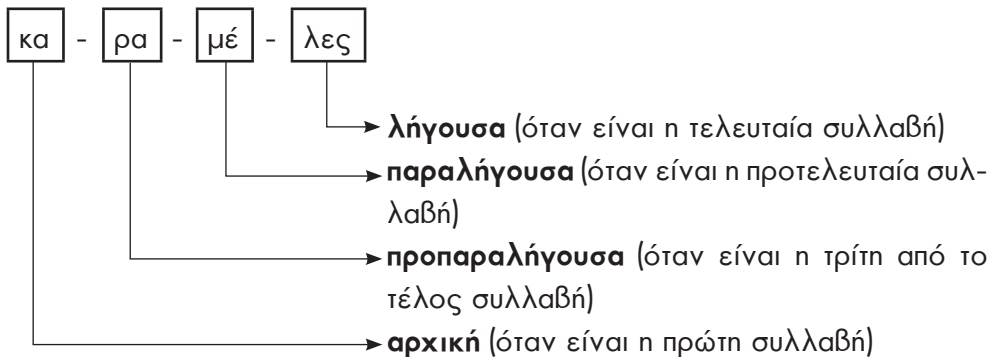 κα - ρα - μέ - λες
λήγουσα (όταν είναι η τελευταία συλλαβή)
παραλήγουσα (όταν είναι η προτελευταία συλ-
λαβή)
προπαραλήγουσα (όταν είναι η τρίτη από το
τέλος συλλαβή)
αρχική (όταν είναι η πρώτη συλλαβή)